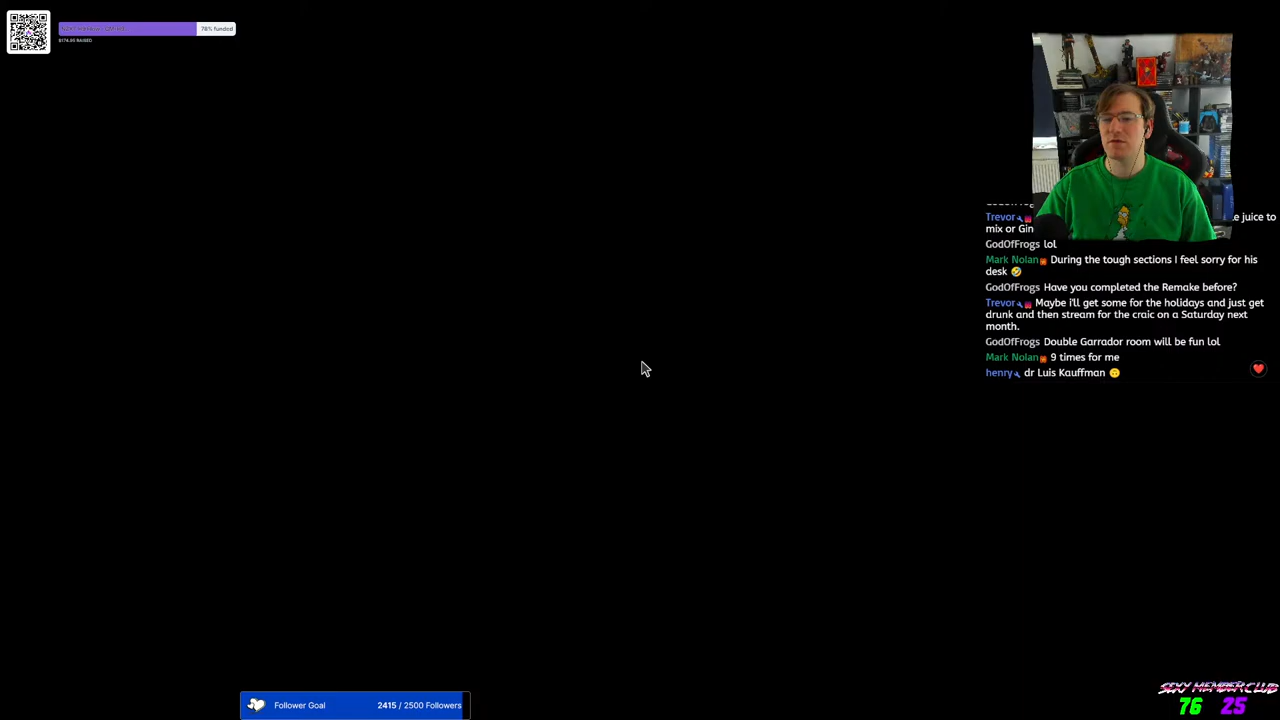 76% funded
$174.95 RAISED
Trevor
e juice to
mix or Gin
GodOfFrogs lol
Mark Nolan During the tough sections I feel sorry for his
desk 🤣
GodOfFrogs Have you completed the Remake before?
Trevor Maybe i'll get some for the holidays and just get
drunk and then stream for the craic on a Saturday next
month.
GodOfFrogs Double Garrador room will be fun lol
Mark Nolan 9 times for me
henry dr Luis Kauffman 🙃
Follower Goal 2415 / 2500 Followers
SEXY MEMBER CLUB
76 25